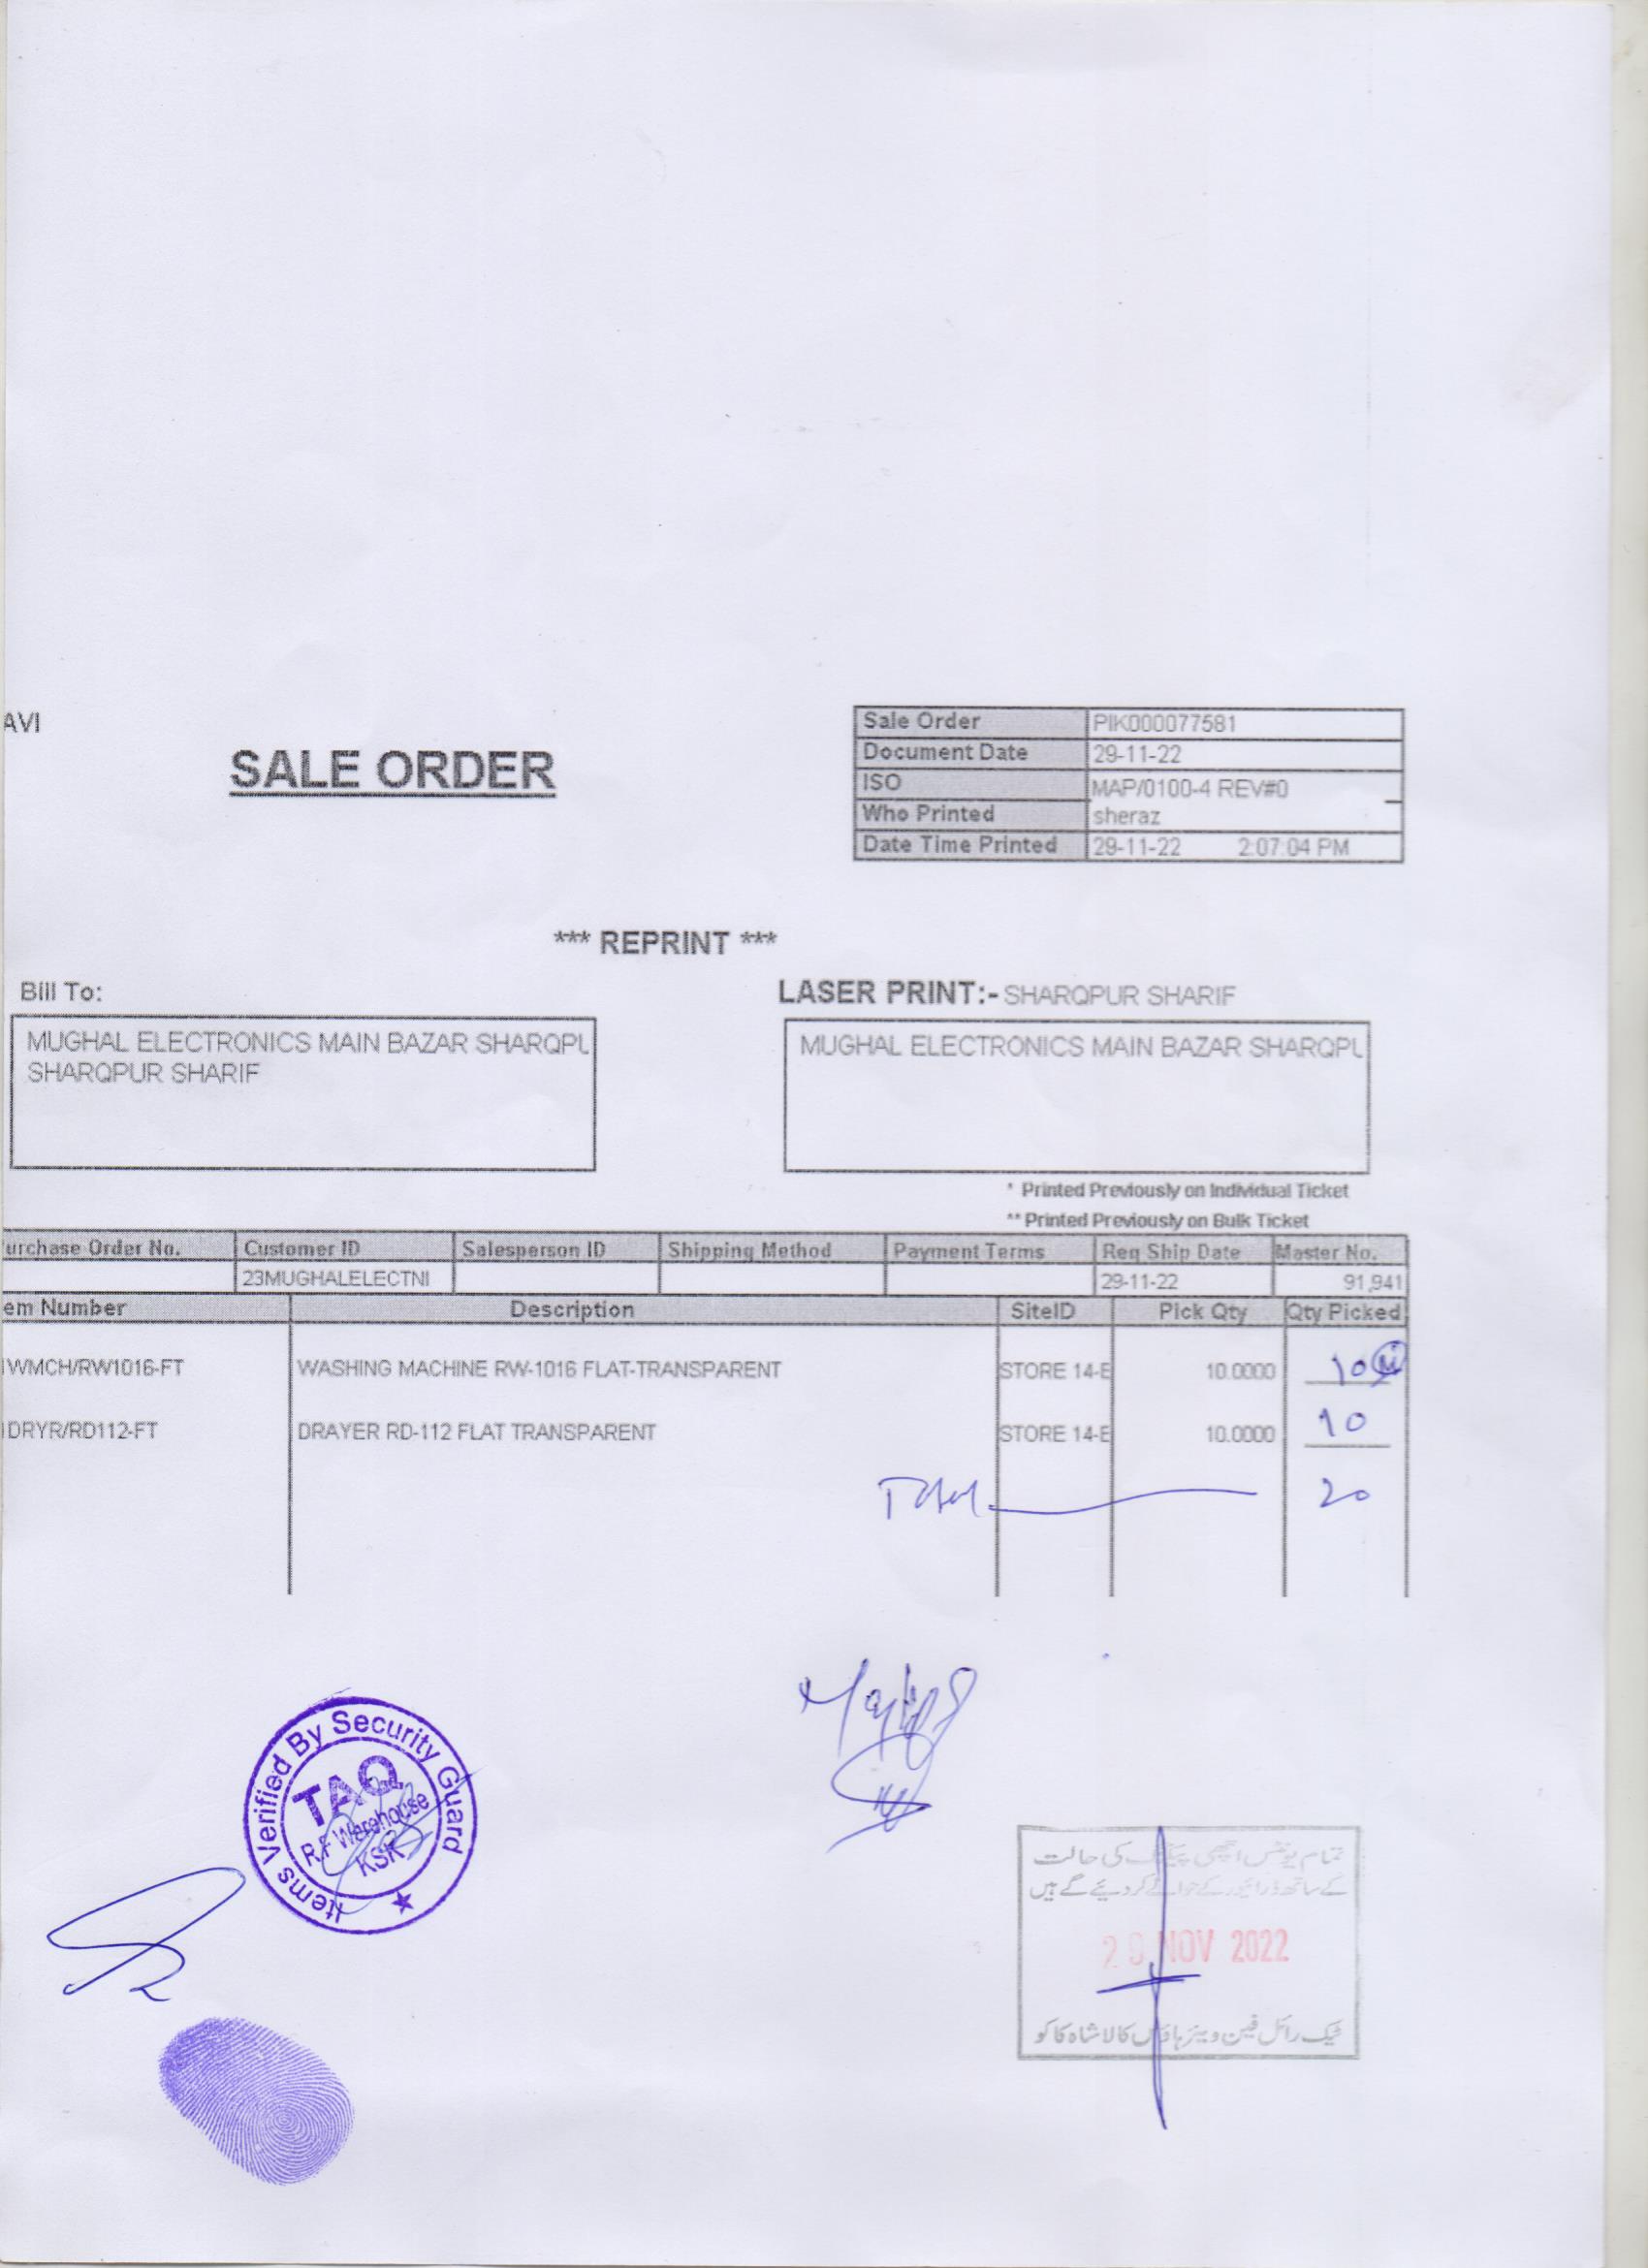 AVI
SALE ORDER
Sale Order PIK000077581
Document Date 29-11-22
ISO MAP/0100-4 REV#0
Who Printed sheraz
Date Time Printed 29-11-22 2:07:04 PM
*** REPRINT ***
Bill To:
MUGHAL ELECTRONICS MAIN BAZAR SHARQPU
SHARQPUR SHARIF
LASER PRINT:- SHARQPUR SHARIF
MUGHAL ELECTRONICS MAIN BAZAR SHARQPU
* Printed Previously on Individual Ticket
** Printed Previously on Bulk Ticket
urchase Order No. Customer ID Salesperson ID Shipping Method Payment Terms Req Ship Date Master No.
23MUGHALELECTNI 29-11-22 91,941
em Number Description SiteID Pick Qty Qty Picked
WMCH/RW1016-FT WASHING MACHINE RW-1016 FLAT-TRANSPARENT STORE 14-E 10.0000 10
DRYR/RD112-FT DRAYER RD-112 FLAT TRANSPARENT STORE 14-E 10.0000 10
Total 20
Items Verified By Security Guard
TAQ
R.F Warehouse
KSK
تمام یونٹس اچھی کی حالت
کے ساتھ ڈرائیور کے حوالے کر دیئے گے ہیں
NOV 2022
ٹیک رائل فین ویئر ہاؤس کالا شاہ کاکو